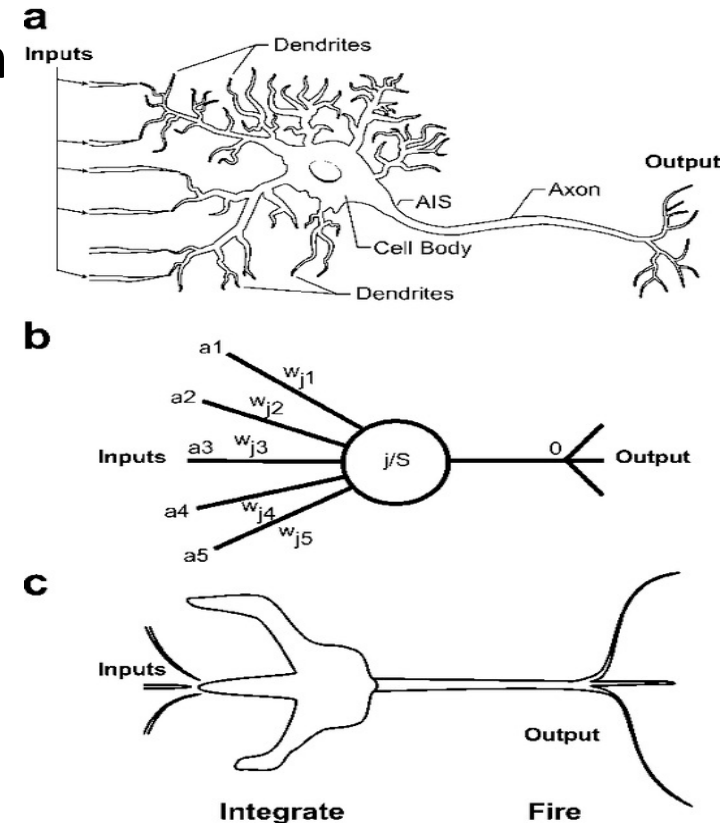 a
Inputs
Dendrites
Output
AIS
Axon
Cell Body
Dendrites
b
a1
wj1
a2
wj2
Inputs
a3
wj3
j/S
0
Output
a4
wj4
a5
wj5
c
Inputs
Output
Integrate
Fire